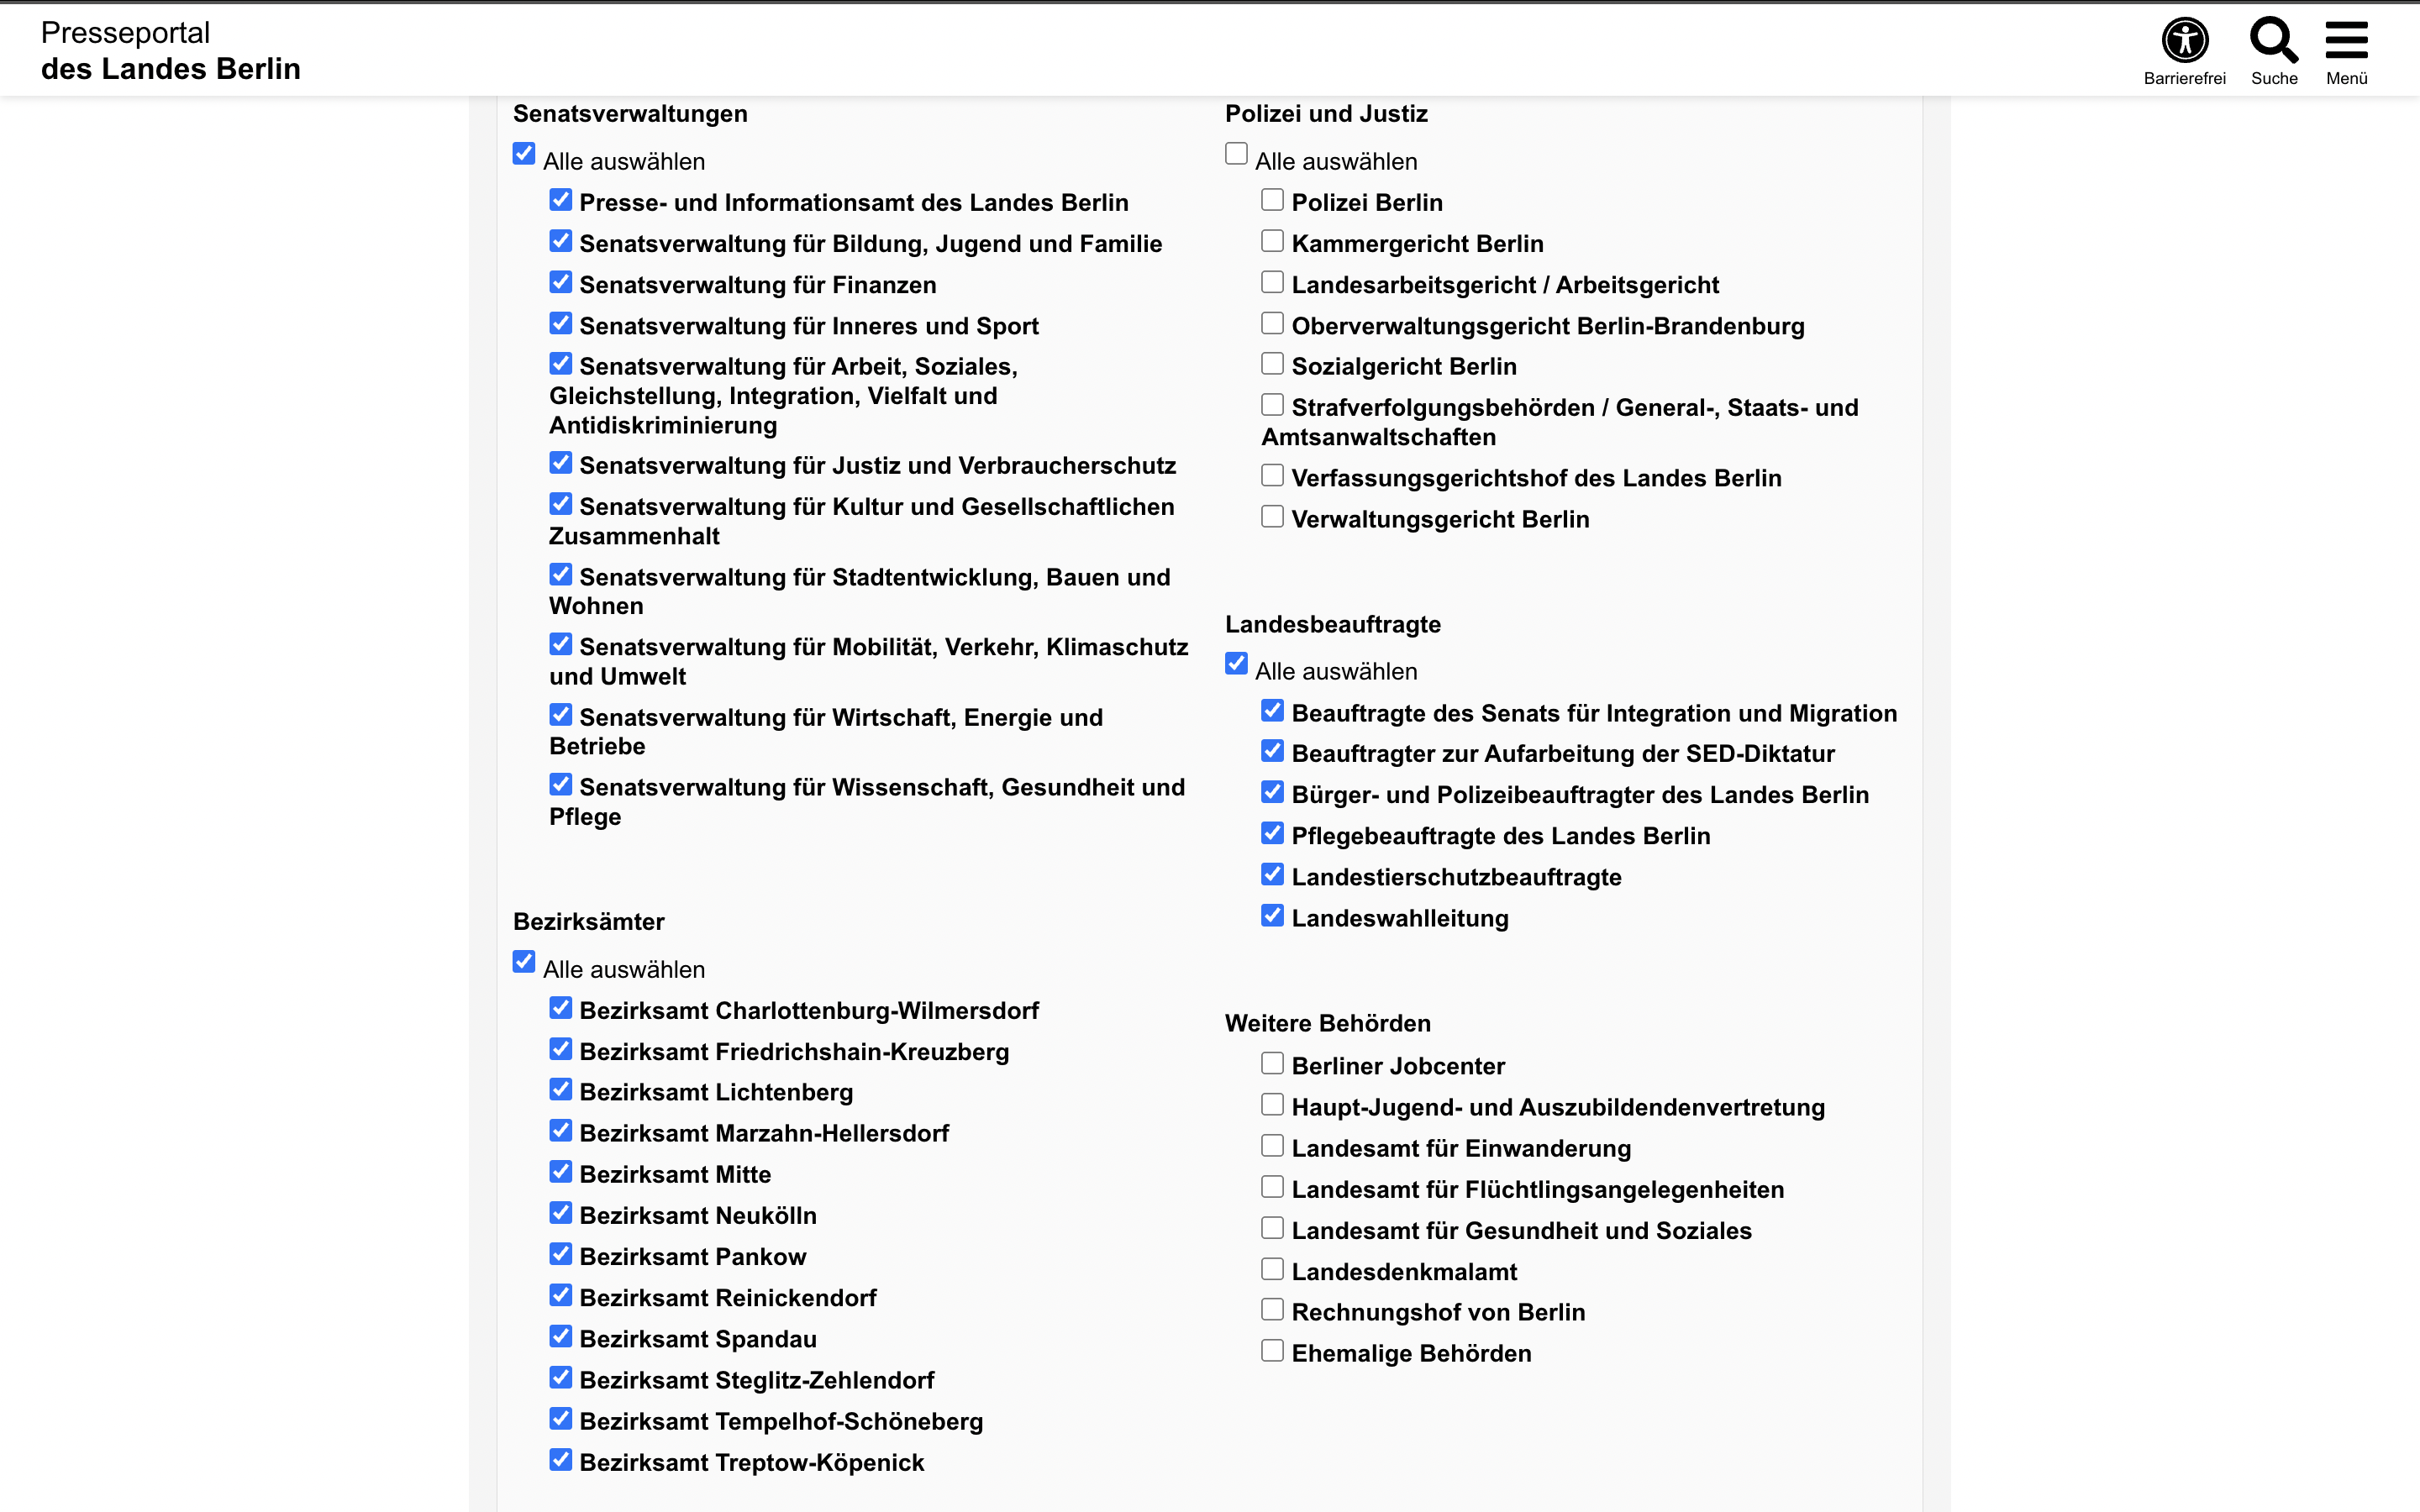 Presseportal
des Landes Berlin
Barrierefrei
Suche
Menü
Senatsverwaltungen
Alle auswählen
Presse- und Informationsamt des Landes Berlin
Senatsverwaltung für Bildung, Jugend und Familie
Senatsverwaltung für Finanzen
Senatsverwaltung für Inneres und Sport
Senatsverwaltung für Arbeit, Soziales,
Gleichstellung, Integration, Vielfalt und
Antidiskriminierung
Senatsverwaltung für Justiz und Verbraucherschutz
Senatsverwaltung für Kultur und Gesellschaftlichen
Zusammenhalt
Senatsverwaltung für Stadtentwicklung, Bauen und
Wohnen
Senatsverwaltung für Mobilität, Verkehr, Klimaschutz
und Umwelt
Senatsverwaltung für Wirtschaft, Energie und
Betriebe
Senatsverwaltung für Wissenschaft, Gesundheit und
Pflege
Bezirksämter
Alle auswählen
Bezirksamt Charlottenburg-Wilmersdorf
Bezirksamt Friedrichshain-Kreuzberg
Bezirksamt Lichtenberg
Bezirksamt Marzahn-Hellersdorf
Bezirksamt Mitte
Bezirksamt Neukölln
Bezirksamt Pankow
Bezirksamt Reinickendorf
Bezirksamt Spandau
Bezirksamt Steglitz-Zehlendorf
Bezirksamt Tempelhof-Schöneberg
Bezirksamt Treptow-Köpenick
Polizei und Justiz
Alle auswählen
Polizei Berlin
Kammergericht Berlin
Landesarbeitsgericht / Arbeitsgericht
Oberverwaltungsgericht Berlin-Brandenburg
Sozialgericht Berlin
Strafverfolgungsbehörden / General-, Staats- und
Amtsanwaltschaften
Verfassungsgerichtshof des Landes Berlin
Verwaltungsgericht Berlin
Landesbeauftragte
Alle auswählen
Beauftragte des Senats für Integration und Migration
Beauftragter zur Aufarbeitung der SED-Diktatur
Bürger- und Polizeibeauftragter des Landes Berlin
Pflegebeauftragte des Landes Berlin
Landestierschutzbeauftragte
Landeswahlleitung
Weitere Behörden
Berliner Jobcenter
Haupt-Jugend- und Auszubildendenvertretung
Landesamt für Einwanderung
Landesamt für Flüchtlingsangelegenheiten
Landesamt für Gesundheit und Soziales
Landesdenkmalamt
Rechnungshof von Berlin
Ehemalige Behörden